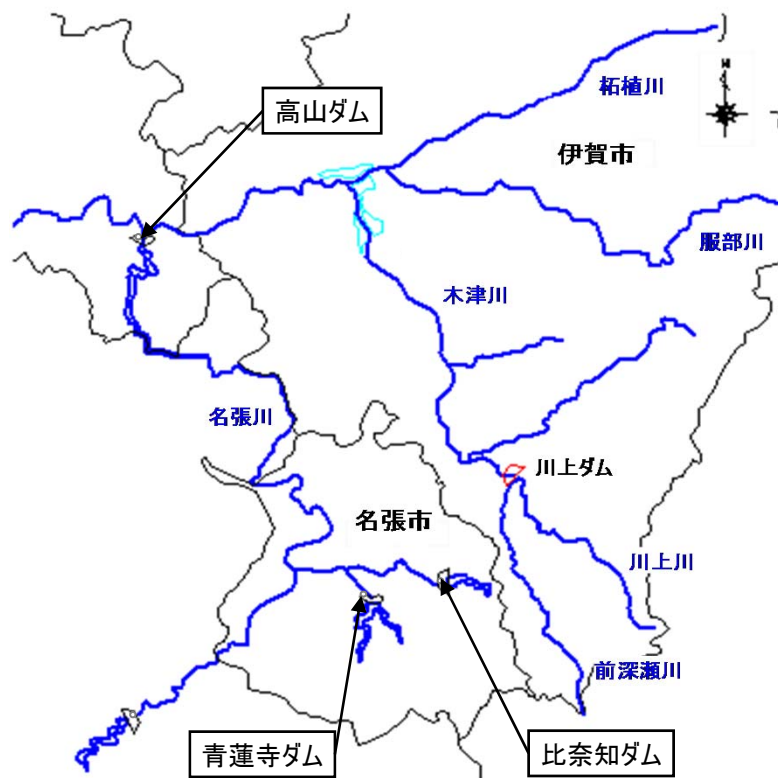 柘植川
高山ダム
N
伊賀市
服部川
木津川
名張川
川上ダム
名張市
川上川
前深瀬川
青蓮寺ダム
比奈知ダム